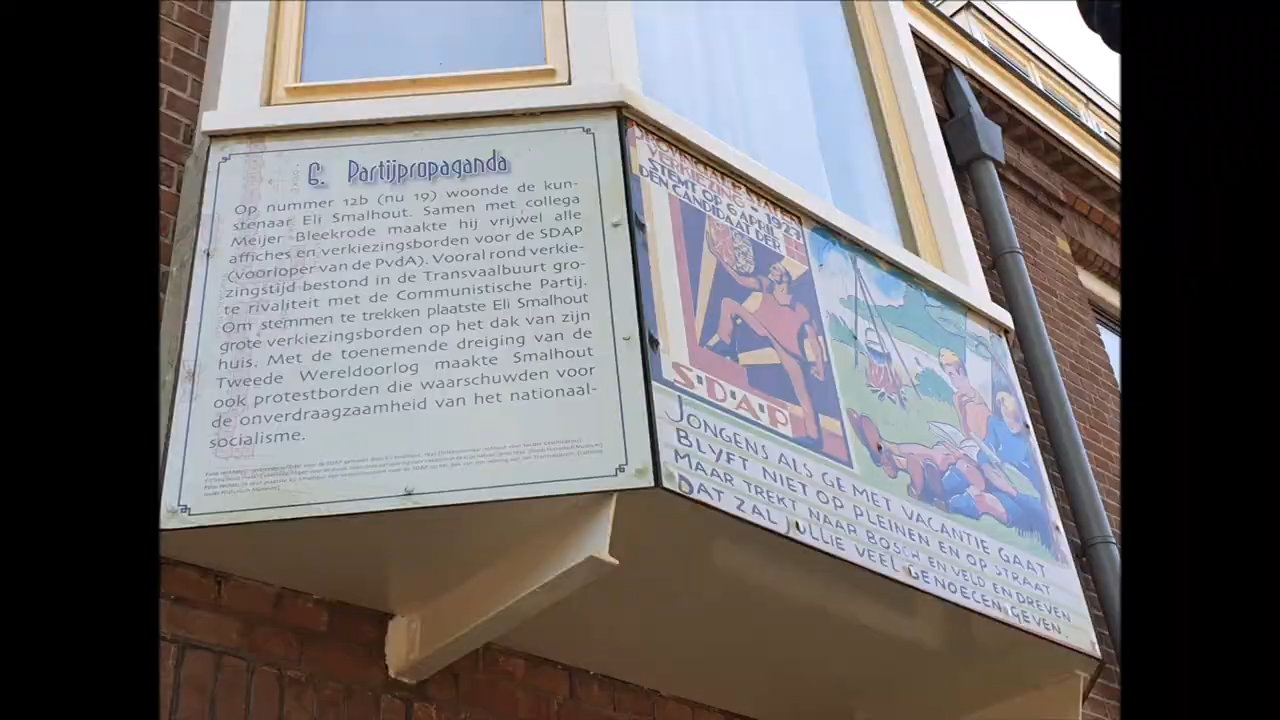 6. Partijpropaganda
Op nummer 12b (nu 19) woonde de kun-
stenaar Eli Smalhout. Samen met collega
Meijer Bleekrode maakte hij vrijwel alle
affiches en verkiezingsborden voor de SDAP
(voorloper van de PvdA). Vooral rond verkie-
zingstijd bestond in de Transvaalbuurt gro-
te rivaliteit met de Communistische Partij.
Om stemmen te trekken plaatste Eli Smalhout
grote verkiezingsborden op het dak van zijn
huis. Met de toenemende dreiging van de
Tweede Wereldoorlog maakte Smalhout
ook protestborden die waarschuwden voor
de onverdraagzaamheid van het nationaal-
socialisme.
PROVINCIALE STATEN
VERKIEZING - 1927
STEMT OP 6 APRIL
DEN CANDIDAAT DER
S·D·A·P
JONGENS ALS GE MET VACANTIE GAAT
BLYFT NIET OP PLEINEN EN OP STRAAT
MAAR TREKT NAAR BOSCH EN VELD EN DREVEN
DAT ZAL JULLIE VEEL GENOEGEN GEVEN.